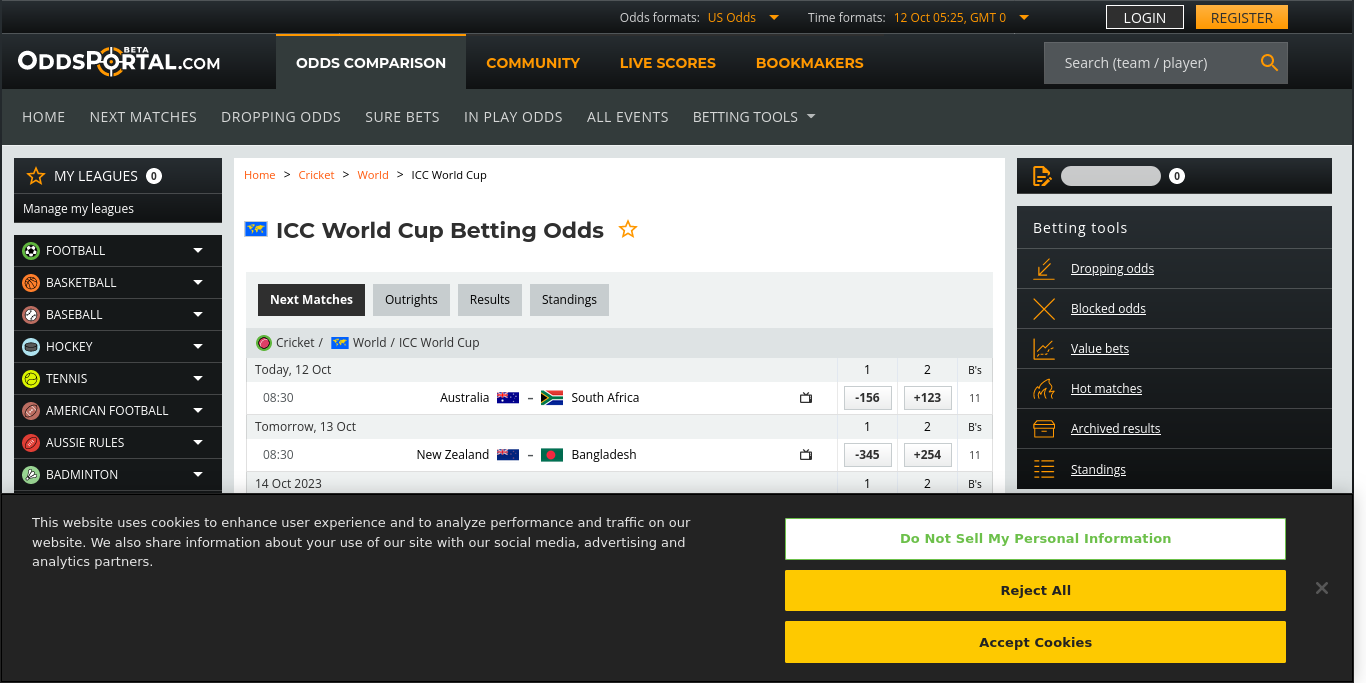 Odds formats: US Odds Time formats: 12 Oct 05:25, GMT 0 LOGIN REGISTER
ODDSPORTAL.COM BETA ODDS COMPARISON COMMUNITY LIVE SCORES BOOKMAKERS Search (team / player)
HOME NEXT MATCHES DROPPING ODDS SURE BETS IN PLAY ODDS ALL EVENTS BETTING TOOLS
MY LEAGUES 0
Manage my leagues
FOOTBALL
BASKETBALL
BASEBALL
HOCKEY
TENNIS
AMERICAN FOOTBALL
AUSSIE RULES
BADMINTON
Home > Cricket > World > ICC World Cup
ICC World Cup Betting Odds
Next Matches Outrights Results Standings
Cricket / World / ICC World Cup
Today, 12 Oct 1 2 B's
08:30 Australia – South Africa -156 +123 11
Tomorrow, 13 Oct 1 2 B's
08:30 New Zealand – Bangladesh -345 +254 11
14 Oct 2023 1 2 B's
0
Betting tools
Dropping odds
Blocked odds
Value bets
Hot matches
Archived results
Standings
This website uses cookies to enhance user experience and to analyze performance and traffic on our
website. We also share information about your use of our site with our social media, advertising and
analytics partners.
Do Not Sell My Personal Information
Reject All
Accept Cookies